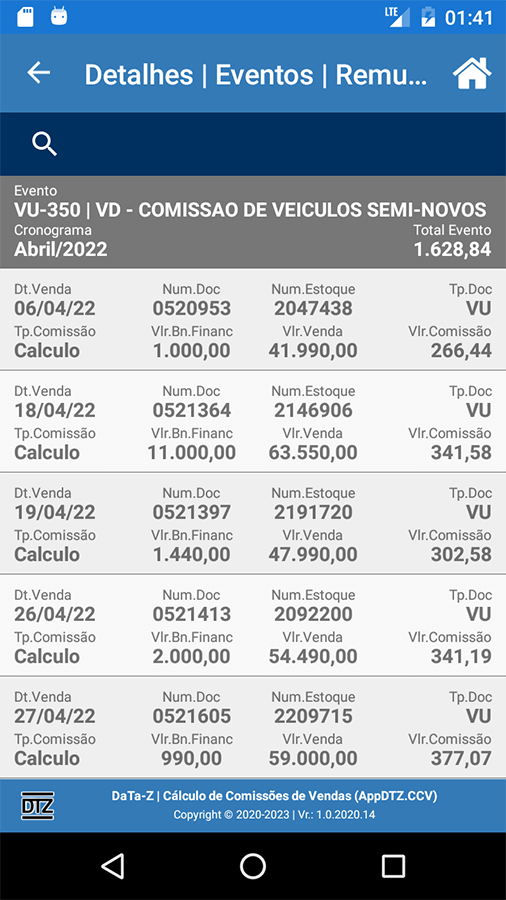 LTE 01:41
Detalhes | Eventos | Remu...
Evento
VU-350 | VD - COMISSAO DE VEICULOS SEMI-NOVOS
Cronograma Total Evento
Abril/2022 1.628,84
Dt.Venda Num.Doc Num.Estoque Tp.Doc
06/04/22 0520953 2047438 VU
Tp.Comissão Vlr.Bn.Financ Vlr.Venda Vlr.Comissão
Calculo 1.000,00 41.990,00 266,44
Dt.Venda Num.Doc Num.Estoque Tp.Doc
18/04/22 0521364 2146906 VU
Tp.Comissão Vlr.Bn.Financ Vlr.Venda Vlr.Comissão
Calculo 11.000,00 63.550,00 341,58
Dt.Venda Num.Doc Num.Estoque Tp.Doc
19/04/22 0521397 2191720 VU
Tp.Comissão Vlr.Bn.Financ Vlr.Venda Vlr.Comissão
Calculo 1.440,00 47.990,00 302,58
Dt.Venda Num.Doc Num.Estoque Tp.Doc
26/04/22 0521413 2092200 VU
Tp.Comissão Vlr.Bn.Financ Vlr.Venda Vlr.Comissão
Calculo 2.000,00 54.490,00 341,19
Dt.Venda Num.Doc Num.Estoque Tp.Doc
27/04/22 0521605 2209715 VU
Tp.Comissão Vlr.Bn.Financ Vlr.Venda Vlr.Comissão
Calculo 990,00 59.000,00 377,07
DTZ DaTa-Z | Cálculo de Comissões de Vendas (AppDTZ.CCV)
Copyright © 2020-2023 | Vr.: 1.0.2020.14